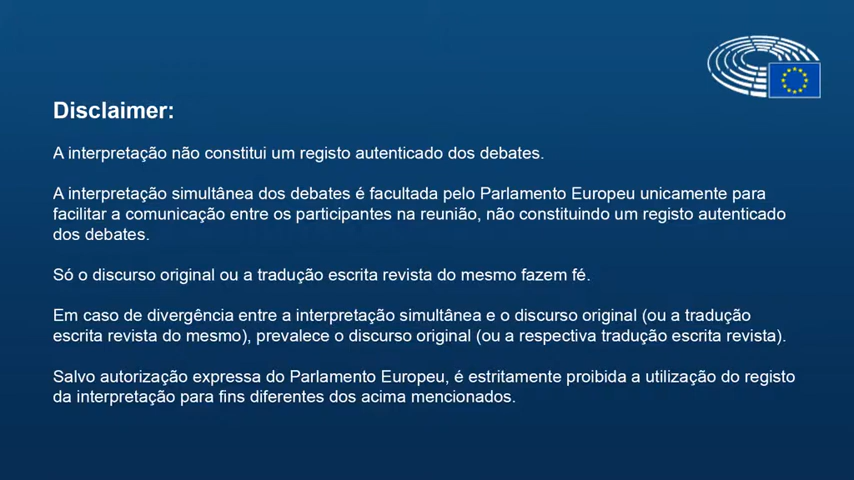 Disclaimer:
A interpretação não constitui um registo autenticado dos debates.
A interpretação simultânea dos debates é facultada pelo Parlamento Europeu unicamente para
facilitar a comunicação entre os participantes na reunião, não constituindo um registo autenticado
dos debates.
Só o discurso original ou a tradução escrita revista do mesmo fazem fé.
Em caso de divergência entre a interpretação simultânea e o discurso original (ou a tradução
escrita revista do mesmo), prevalece o discurso original (ou a respectiva tradução escrita revista).
Salvo autorização expressa do Parlamento Europeu, é estritamente proibida a utilização do registo
da interpretação para fins diferentes dos acima mencionados.